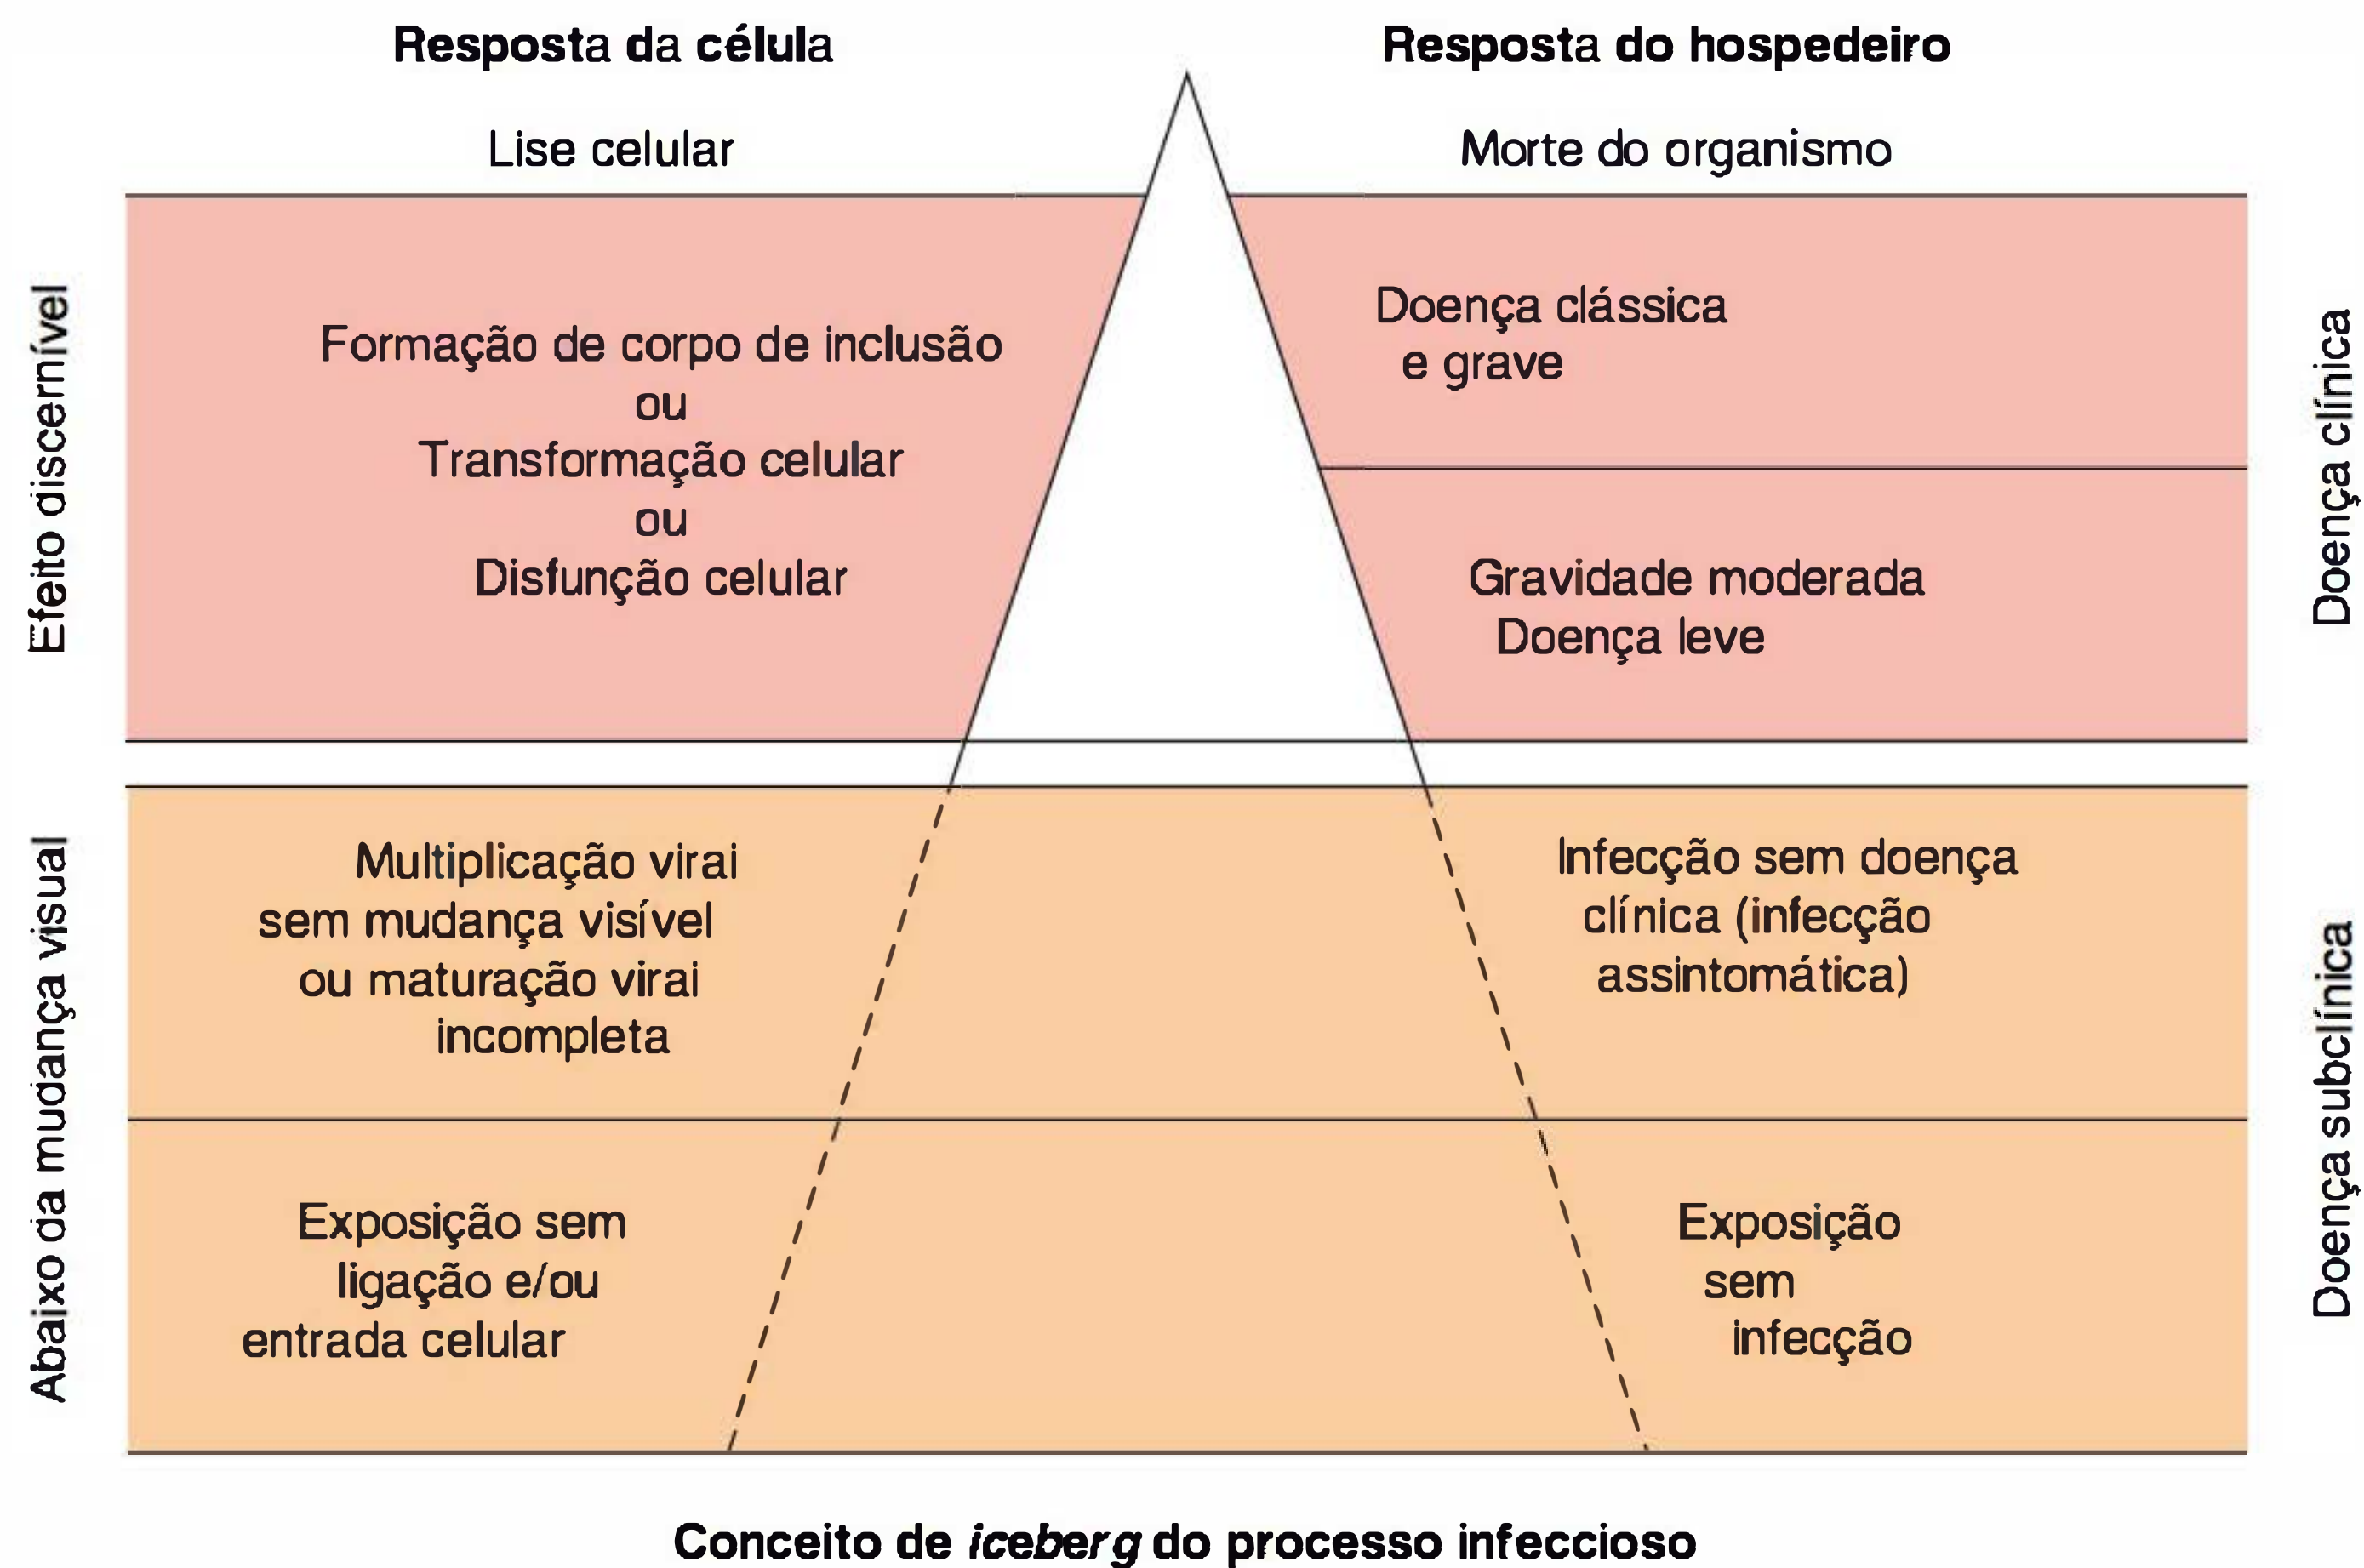 Resposta da célula
Resposta do hospedeiro
Lise celular
Morte do organismo
Efeito discernível
Formação de corpo de inclusão
ou
Transformação celular
ou
Disfunção celular
Doença clássica
e grave
Gravidade moderada
Doença leve
Doença clínica
Abaixo da mudança visual
Multiplicação virai
sem mudança visível
ou maturação virai
incompleta
Infecção sem doença
clínica (infecção
assintomática)
Exposição sem
ligação e/ou
entrada celular
Exposição
sem
infecção
Doença subclínica
Conceito de iceberg do processo infeccioso